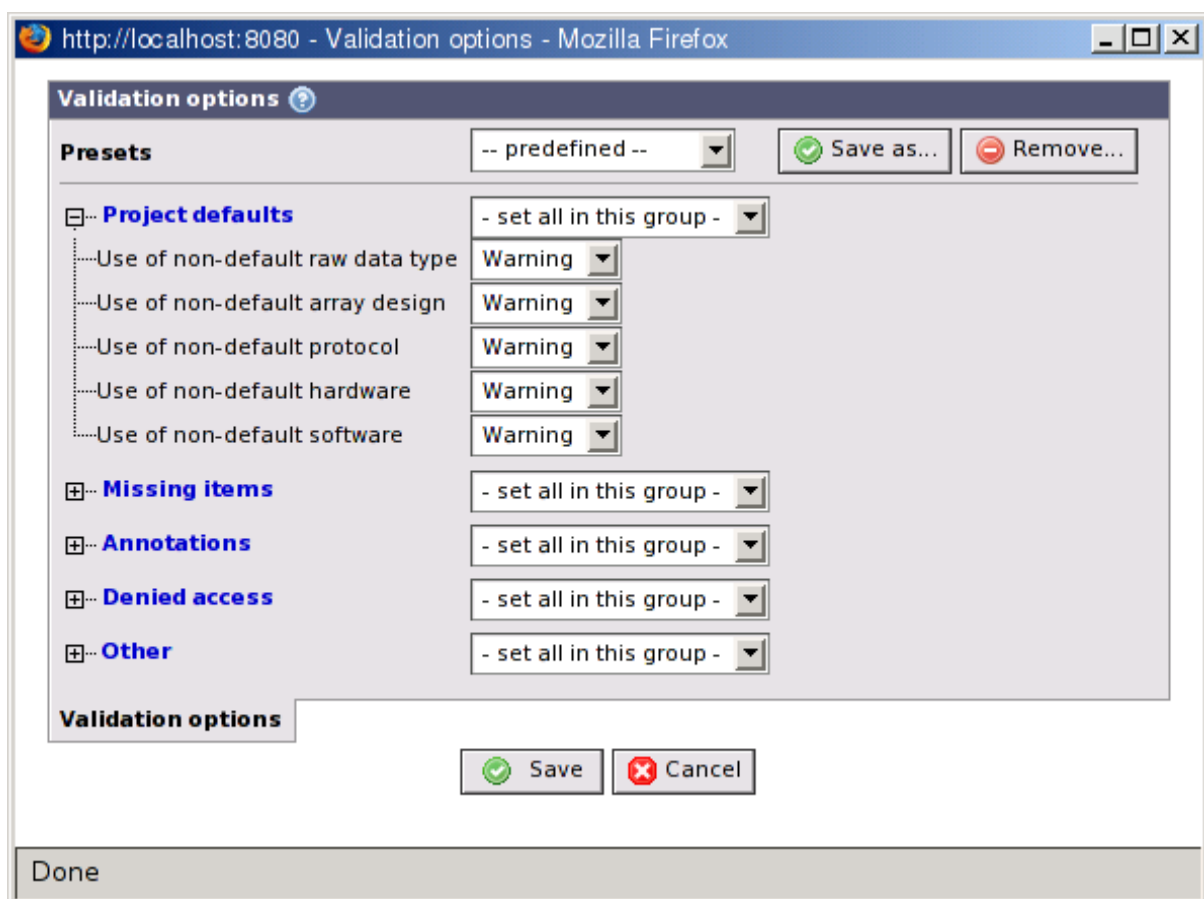 http://localhost:8080 - Validation options - Mozilla Firefox
Validation options
Presets -- predefined -- Save as... Remove...
Project defaults - set all in this group -
Use of non-default raw data type Warning
Use of non-default array design Warning
Use of non-default protocol Warning
Use of non-default hardware Warning
Use of non-default software Warning
Missing items - set all in this group -
Annotations - set all in this group -
Denied access - set all in this group -
Other - set all in this group -
Validation options
Save Cancel
Done